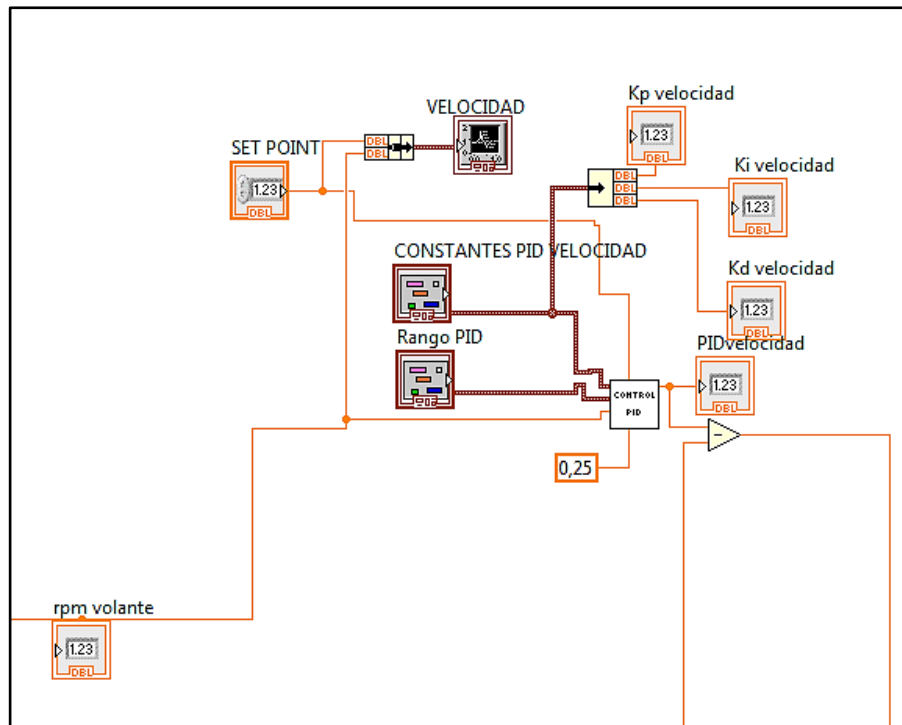 Kp velocidad
VELOCIDAD
1.23
DBL
SET POINT
DBL
DBL
1.23
DBL
Ki velocidad
DBL
DBL
DBL
1.23
DBL
CONSTANTES PID VELOCIDAD
Kd velocidad
1.23
DBL
Rango PID
PIDvelocidad
1.23
DBL
CONTROL
PID
0,25
rpm volante
1.23
DBL